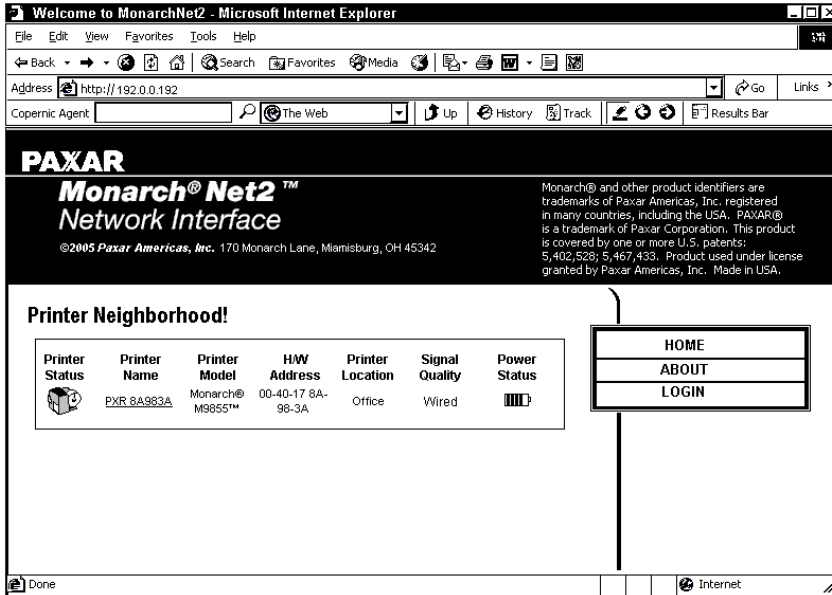 Welcome to MonarchNet2 - Microsoft Internet Explorer
File Edit View Favorites Tools Help
Back Search Favorites Media
Address http://192.0.0.192 Go Links
Copernic Agent The Web Up History Track Results Bar
PAXAR
Monarch® Net2 ™
Network Interface
©2005 Paxar Americas, Inc. 170 Monarch Lane, Miamisburg, OH 45342
Monarch® and other product identifiers are
trademarks of Paxar Americas, Inc. registered
in many countries, including the USA. PAXAR®
is a trademark of Paxar Corporation. This product
is covered by one or more U.S. patents:
5,402,528; 5,467,433. Product used under license
granted by Paxar Americas, Inc. Made in USA.
Printer Neighborhood!
Printer Status Printer Name Printer Model H/W Address Printer Location Signal Quality Power Status
PXR 8A983A Monarch® M9855™ 00-40-17 8A-98-3A Office Wired
HOME
ABOUT
LOGIN
Done Internet